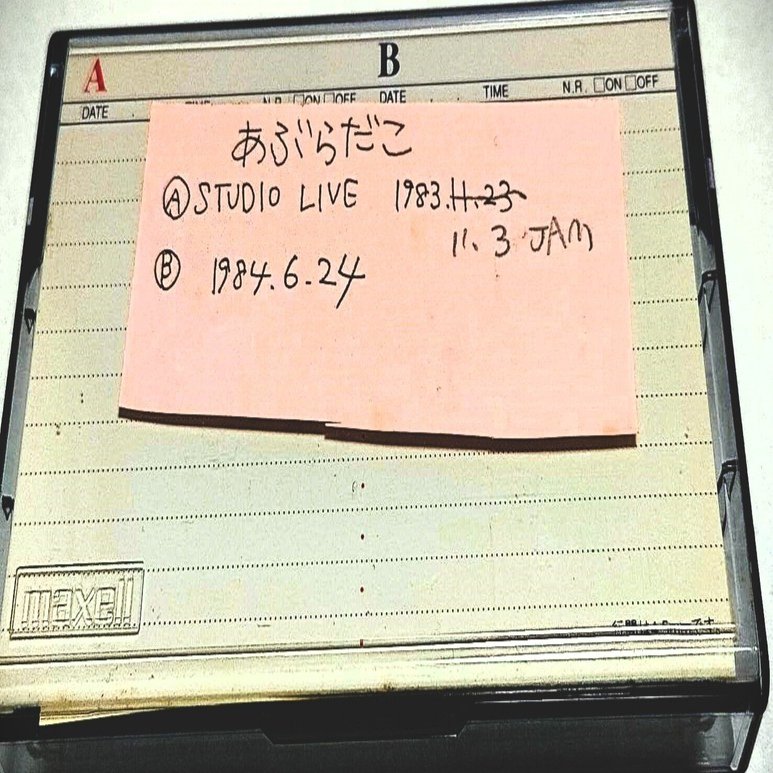 A B
DATE N.R. □ON □OFF DATE TIME N.R. □ON □OFF
あぶらだこ
Ⓐ STUDIO LIVE 1983.11.23
11.3 JAM
Ⓑ 1984.6.24
maxell